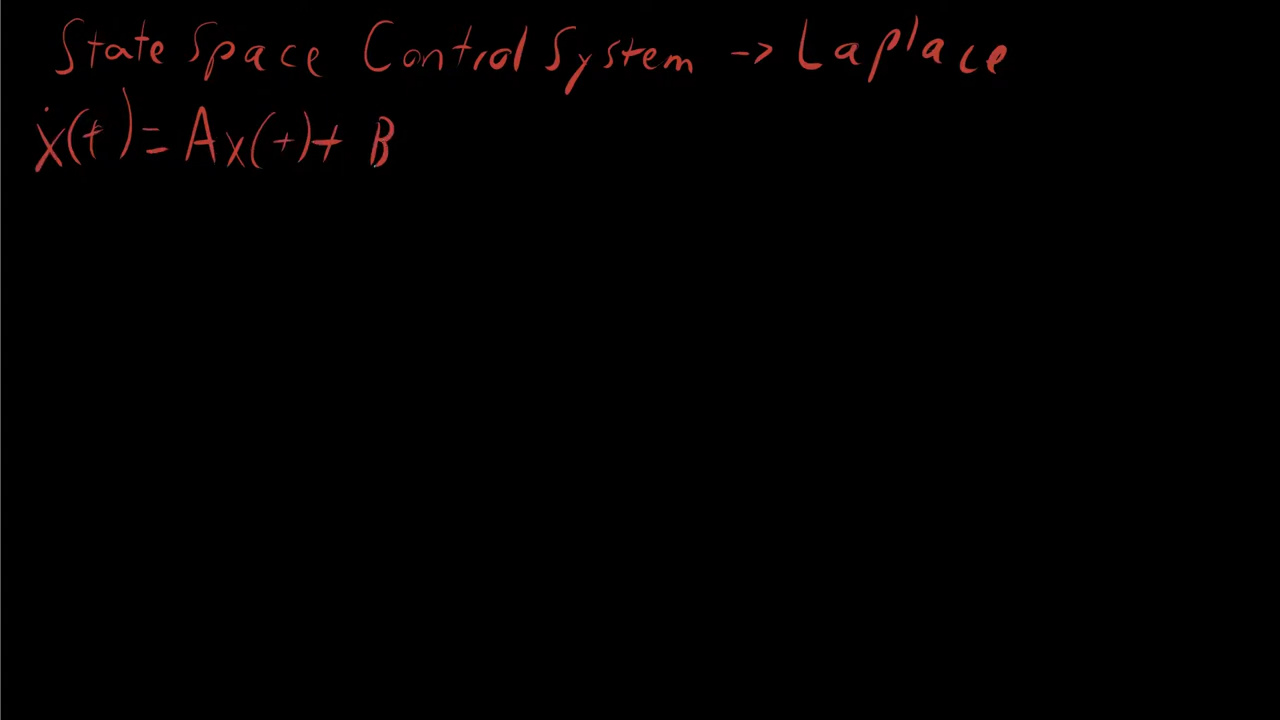 State Space Control System -> Laplace
ẋ(t) = Ax(t) + B